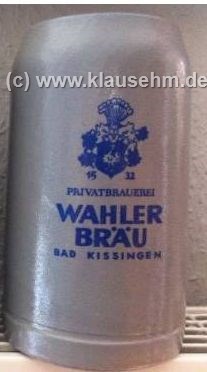 (c) www.klausehm.de
15 32
PRIVATBRAUEREI
WAHLER
BRÄU
BAD KISSINGEN